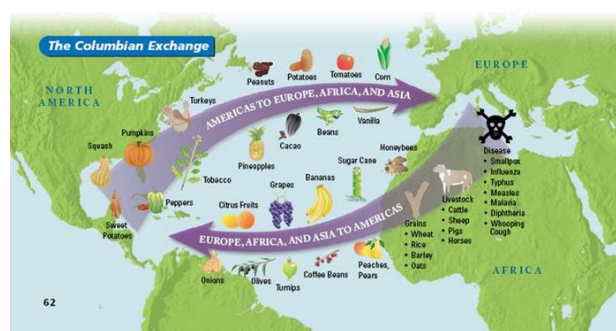 The Columbian Exchange
NORTH
AMERICA
EUROPE
AFRICA
AMERICAS TO EUROPE, AFRICA, AND ASIA
Squash
Pumpkins
Turkeys
Peanuts
Potatoes
Tomatoes
Corn
Sweet
Potatoes
Peppers
Tobacco
Pineapples
Cacao
Beans
Vanilla
EUROPE, AFRICA, AND ASIA TO AMERICAS
Citrus Fruits
Grapes
Bananas
Sugar Cane
Honeybees
Onions
Olives
Turnips
Coffee Beans
Peaches,
Pears
Grains
• Wheat
• Rice
• Barley
• Oats
Livestock
• Cattle
• Sheep
• Pigs
• Horses
Disease
• Smallpox
• Influenza
• Typhus
• Measles
• Malaria
• Diphtheria
• Whooping
Cough
62